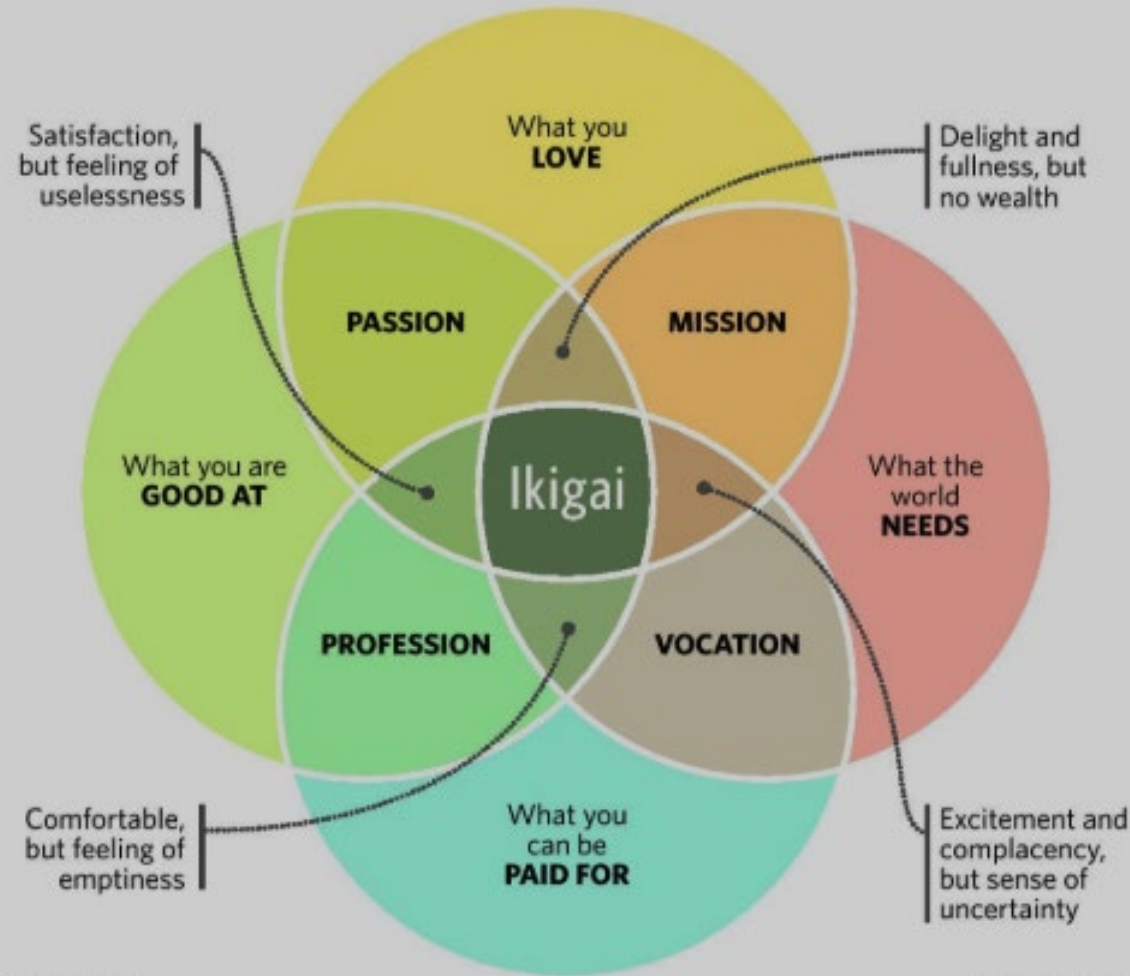 What you
LOVE
Satisfaction,
but feeling of
uselessness
Delight and
fullness, but
no wealth
PASSION
MISSION
What you are
GOOD AT
Ikigai
What the
world
NEEDS
PROFESSION
VOCATION
Comfortable,
but feeling of
emptiness
What you
can be
PAID FOR
Excitement and
complacency,
but sense of
uncertainty